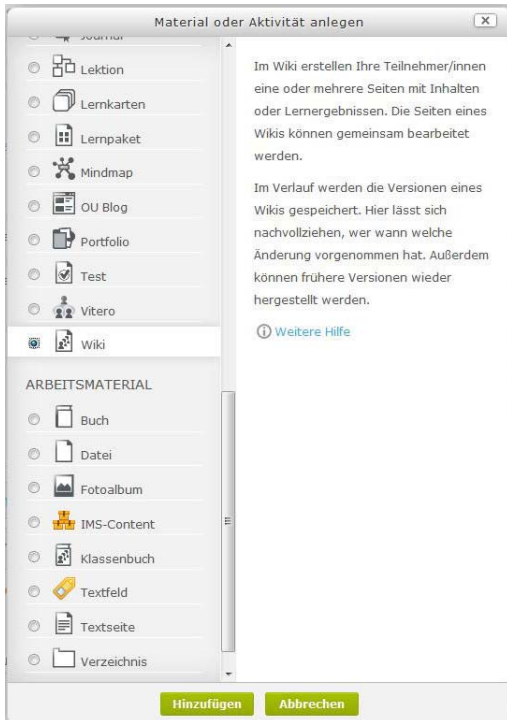 Material oder Aktivität anlegen
Journal
Lektion
Lernkarten
Lernpaket
Mindmap
OU Blog
Portfolio
Test
Vitero
Wiki
ARBEITSMATERIAL
Buch
Datei
Fotoalbum
IMS-Content
Klassenbuch
Textfeld
Textseite
Verzeichnis
Im Wiki erstellen Ihre Teilnehmer/innen
eine oder mehrere Seiten mit Inhalten
oder Lernergebnissen. Die Seiten eines
Wikis können gemeinsam bearbeitet
werden.
Im Verlauf werden die Versionen eines
Wikis gespeichert. Hier lässt sich
nachvollziehen, wer wann welche
Änderung vorgenommen hat. Außerdem
können frühere Versionen wieder
hergestellt werden.
Weitere Hilfe
Hinzufügen Abbrechen